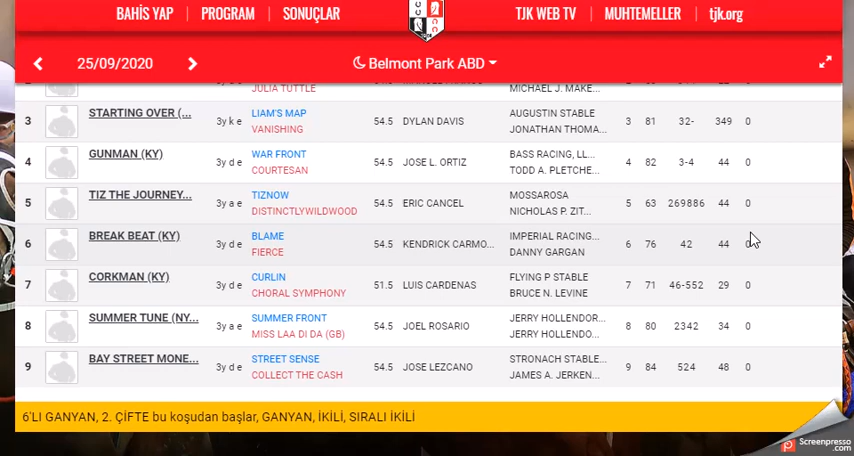 BAHİS YAP | PROGRAM | SONUÇLAR TJK WEB TV | MUHTEMELLER | tjk.org
25/09/2020 Belmont Park ABD
JULIA TUTTLE MICHAEL J. MAKE...
3 STARTING OVER (... 3y k e LIAM'S MAP 54.5 DYLAN DAVIS AUGUSTIN STABLE 3 81 32- 349 0
VANISHING JONATHAN THOMA...
4 GUNMAN (KY) 3y d e WAR FRONT 54.5 JOSE L. ORTIZ BASS RACING, LL... 4 82 3-4 44 0
COURTESAN TODD A. PLETCHE...
5 TIZ THE JOURNEY... 3y a e TIZNOW 54.5 ERIC CANCEL MOSSAROSA 5 63 269886 44 0
DISTINCTLYWILDWOOD NICHOLAS P. ZIT...
6 BREAK BEAT (KY) 3y d e BLAME 54.5 KENDRICK CARMO... IMPERIAL RACING... 6 76 42 44 0
FIERCE DANNY GARGAN
7 CORKMAN (KY) 3y d e CURLIN 51.5 LUIS CARDENAS FLYING P STABLE 7 71 46-552 29 0
CHORAL SYMPHONY BRUCE N. LEVINE
8 SUMMER TUNE (NY... 3y a e SUMMER FRONT 54.5 JOEL ROSARIO JERRY HOLLENDOR... 8 80 2342 34 0
MISS LAA DI DA (GB) JERRY HOLLENDO...
9 BAY STREET MONE... 3y d e STREET SENSE 54.5 JOSE LEZCANO STRONACH STABLE... 9 84 524 48 0
COLLECT THE CASH JAMES A. JERKEN...
6'LI GANYAN, 2. ÇİFTE bu koşudan başlar, GANYAN, İKİLİ, SIRALI İKİLİ
Screenpresso
.com